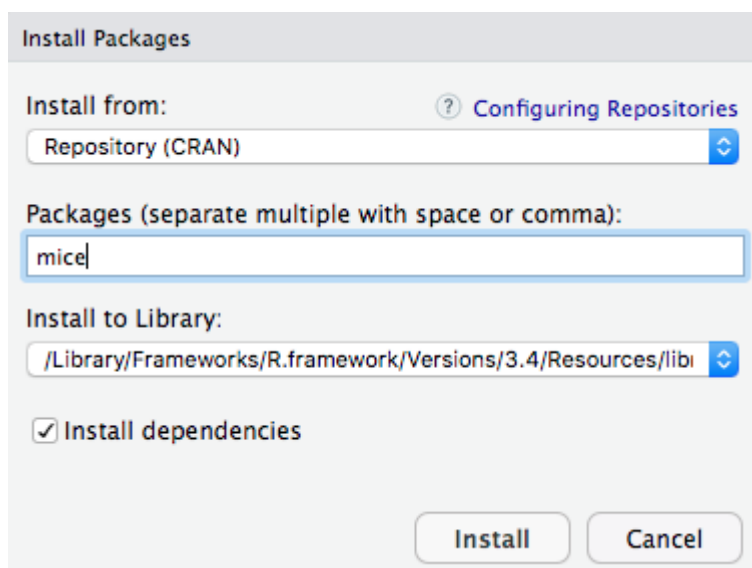 Install Packages
Install from:
? Configuring Repositories
Repository (CRAN)
Packages (separate multiple with space or comma):
mice
Install to Library:
/Library/Frameworks/R.framework/Versions/3.4/Resources/libr
Install dependencies
Install
Cancel